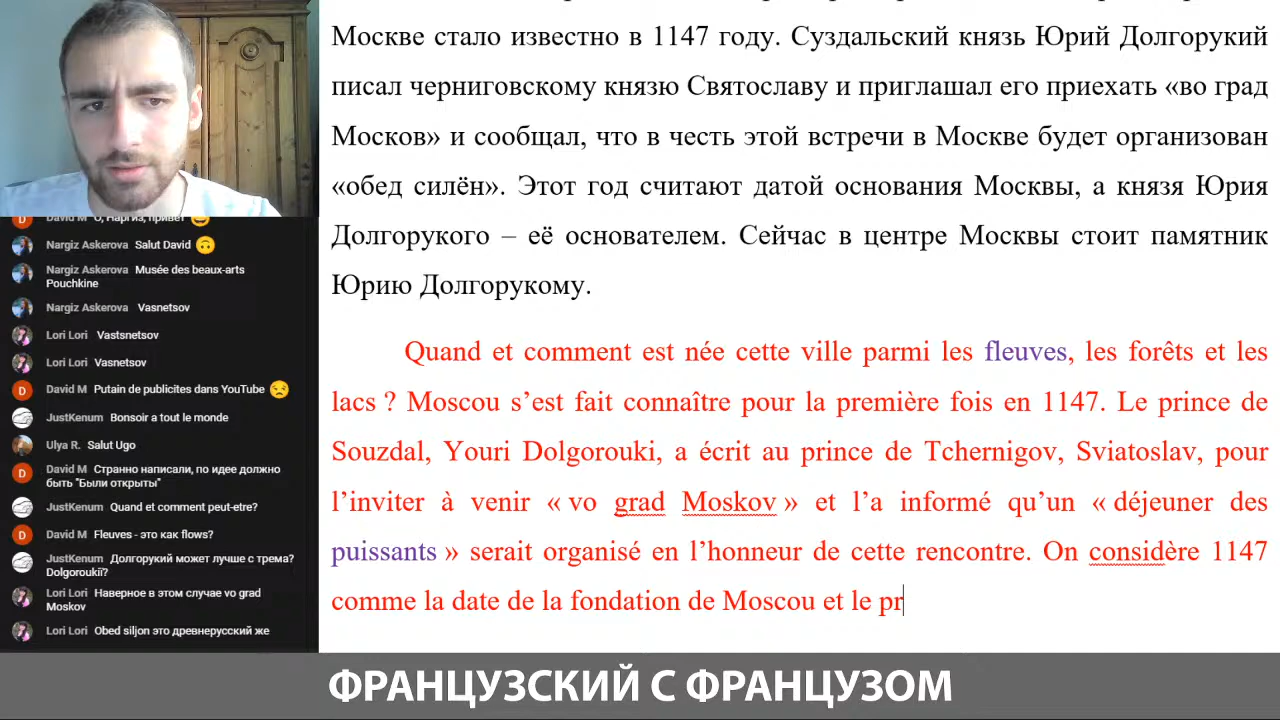 Москве стало известно в 1147 году. Суздальский князь Юрий Долгорукий
писал черниговскому князю Святославу и приглашал его приехать «во град
Москов» и сообщал, что в честь этой встречи в Москве будет организован
«обед силён». Этот год считают датой основания Москвы, а князя Юрия
Долгорукого – её основателем. Сейчас в центре Москвы стоит памятник
Юрию Долгорукому.
Quand et comment est née cette ville parmi les fleuves, les forêts et les
lacs ? Moscou s’est fait connaître pour la première fois en 1147. Le prince de
Souzdal, Youri Dolgorouki, a écrit au prince de Tchernigov, Sviatoslav, pour
l’inviter à venir « vo grad Moskov » et l’a informé qu’un « déjeuner des
puissants » serait organisé en l’honneur de cette rencontre. On considère 1147
comme la date de la fondation de Moscou et le pr
D David M О, Наргиз, привет
Nargiz Askerova Salut David
Nargiz Askerova Musée des beaux-arts
Pouchkine
Nargiz Askerova Vasnetsov
Lori Lori Vastsnetsov
Lori Lori Vasnetsov
D David M Putain de publicites dans YouTube
JustKenum Bonsoir a tout le monde
Ulya R. Salut Ugo
D David M Странно написали, по идее должно
быть "Были открыты"
JustKenum Quand et comment peut-etre?
D David M Fleuves - это как flows?
JustKenum Долгорукий может лучше с трема?
Dolgoroukiï?
Lori Lori Наверное в этом случае vo grad
Moskov
Lori Lori Obed siljon это древнерусский же
ФРАНЦУЗСКИЙ С ФРАНЦУЗОМ